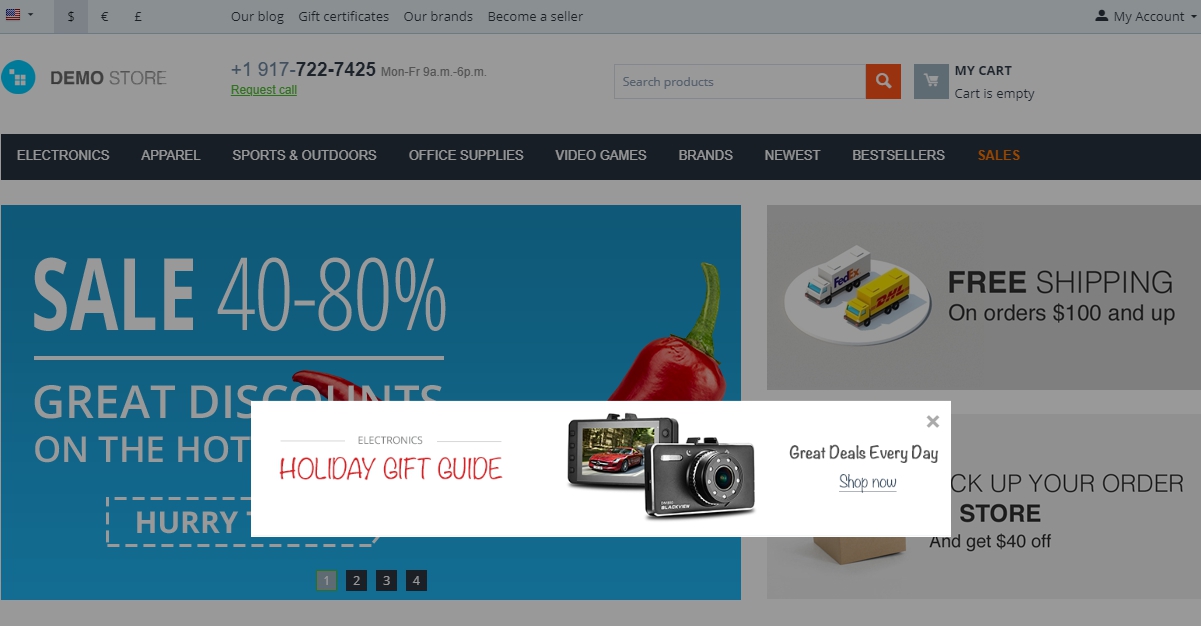 $ € £ Our blog Gift certificates Our brands Become a seller My Account
DEMO STORE
+1 917-722-7425 Mon-Fr 9a.m.-6p.m.
Request call
Search products
MY CART
Cart is empty
ELECTRONICS APPAREL SPORTS & OUTDOORS OFFICE SUPPLIES VIDEO GAMES BRANDS NEWEST BESTSELLERS SALES
SALE 40-80%
GREAT DISCOUNTS
ON THE HOT
HURRY
1 2 3 4
FedEx
DHL
FREE SHIPPING
On orders $100 and up
ELECTRONICS
HOLIDAY GIFT GUIDE
BLACKVIEW
Great Deals Every Day
Shop now
CK UP YOUR ORDER
STORE
And get $40 off